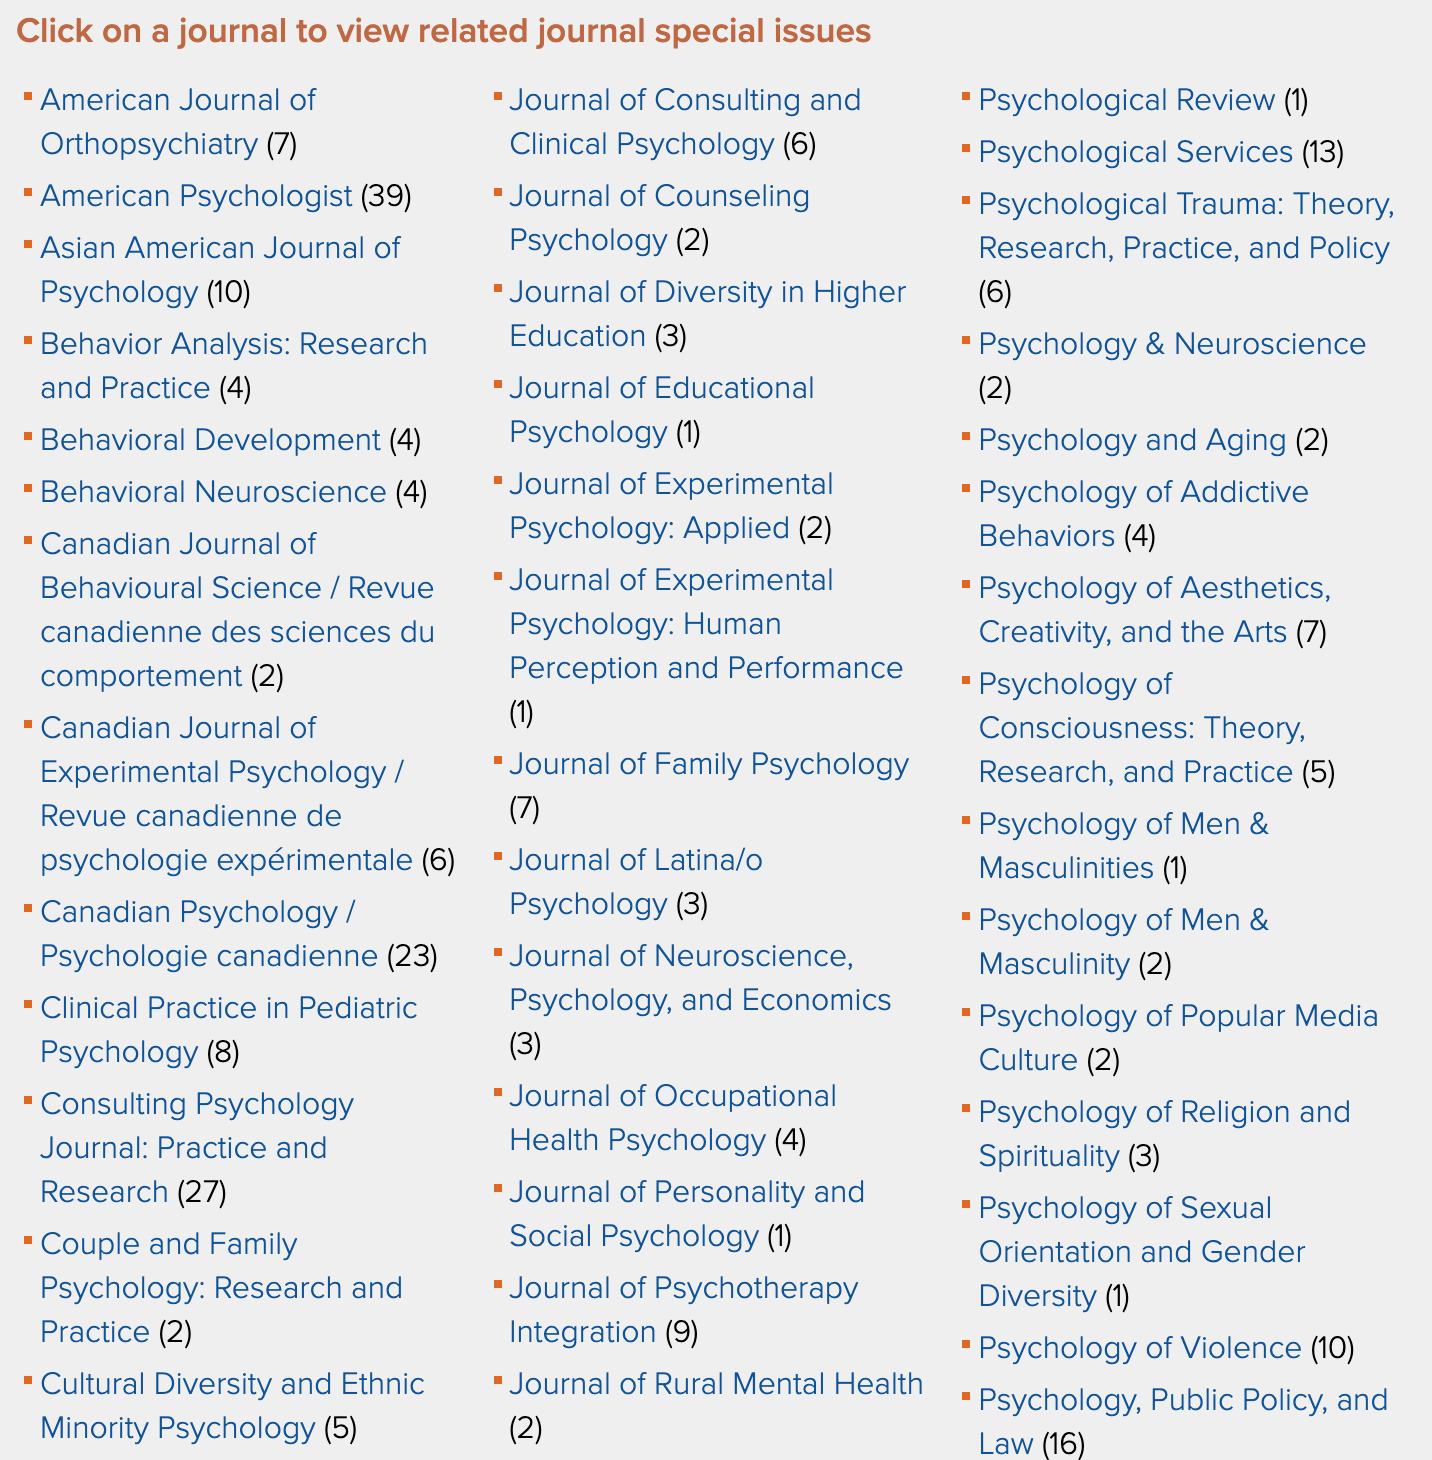 Click on a journal to view related journal special issues
American Journal of
Orthopsychiatry (7)
American Psychologist (39)
Asian American Journal of
Psychology (10)
Behavior Analysis: Research
and Practice (4)
Behavioral Development (4)
Behavioral Neuroscience (4)
Canadian Journal of
Behavioural Science / Revue
canadienne des sciences du
comportement (2)
Canadian Journal of
Experimental Psychology /
Revue canadienne de
psychologie expérimentale (6)
Canadian Psychology /
Psychologie canadienne (23)
Clinical Practice in Pediatric
Psychology (8)
Consulting Psychology
Journal: Practice and
Research (27)
Couple and Family
Psychology: Research and
Practice (2)
Cultural Diversity and Ethnic
Minority Psychology (5)
Journal of Consulting and
Clinical Psychology (6)
Journal of Counseling
Psychology (2)
Journal of Diversity in Higher
Education (3)
Journal of Educational
Psychology (1)
Journal of Experimental
Psychology: Applied (2)
Journal of Experimental
Psychology: Human
Perception and Performance
(1)
Journal of Family Psychology
(7)
Journal of Latina/o
Psychology (3)
Journal of Neuroscience,
Psychology, and Economics
(3)
Journal of Occupational
Health Psychology (4)
Journal of Personality and
Social Psychology (1)
Journal of Psychotherapy
Integration (9)
Journal of Rural Mental Health
(2)
Psychological Review (1)
Psychological Services (13)
Psychological Trauma: Theory,
Research, Practice, and Policy
(6)
Psychology & Neuroscience
(2)
Psychology and Aging (2)
Psychology of Addictive
Behaviors (4)
Psychology of Aesthetics,
Creativity, and the Arts (7)
Psychology of
Consciousness: Theory,
Research, and Practice (5)
Psychology of Men &
Masculinities (1)
Psychology of Men &
Masculinity (2)
Psychology of Popular Media
Culture (2)
Psychology of Religion and
Spirituality (3)
Psychology of Sexual
Orientation and Gender
Diversity (1)
Psychology of Violence (10)
Psychology, Public Policy, and
Law (16)